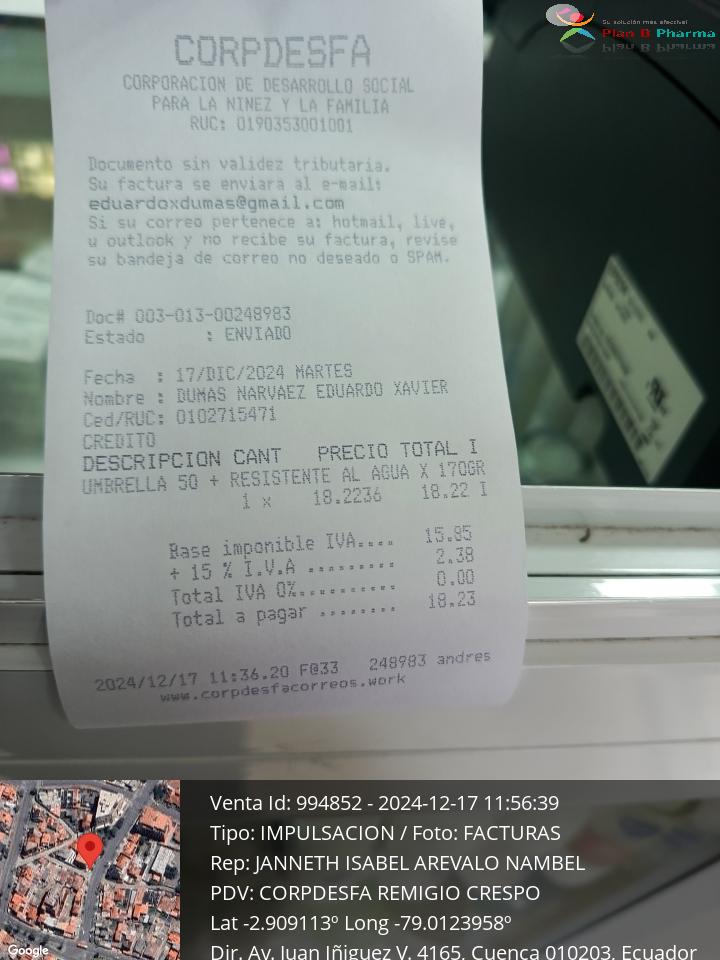 Su solución más efectiva!
Plan B Pharma
CORPDESFA
CORPORACION DE DESARROLLO SOCIAL
PARA LA NINEZ Y LA FAMILIA
RUC: 0190353001001
Documento sin validez tributaria.
Su factura se enviara al e-mail:
eduardoxdumas@gmail.com
Si su correo pertenece a: hotmail, live,
u outlook y no recibe su factura, revise
su bandeja de correo no deseado o SPAM.
Doc# 003-013-00248983
Estado : ENVIADO
Fecha : 17/DIC/2024 MARTES
Nombre : DUMAS NARVAEZ EDUARDO XAVIER
Ced/RUC: 0102715471
CREDITO
DESCRIPCION CANT PRECIO TOTAL I
UMBRELLA 50 + RESISTENTE AL AGUA X 170GR
1 x 18.2236 18.22 I
Base imponible IVA.... 15.85
+ 15 % I.V.A ......... 2.38
Total IVA 0%.......... 0.00
Total a pagar ........ 18.23
2024/12/17 11:36.20 F@33 248983 andres
www.corpdesfacorreos.work
Venta Id: 994852 - 2024-12-17 11:56:39
Tipo: IMPULSACION / Foto: FACTURAS
Rep: JANNETH ISABEL AREVALO NAMBEL
PDV: CORPDESFA REMIGIO CRESPO
Lat -2.909113º Long -79.0123958º
Dir. Av. Juan Iñiguez V. 4165, Cuenca 010203, Ecuador
Google